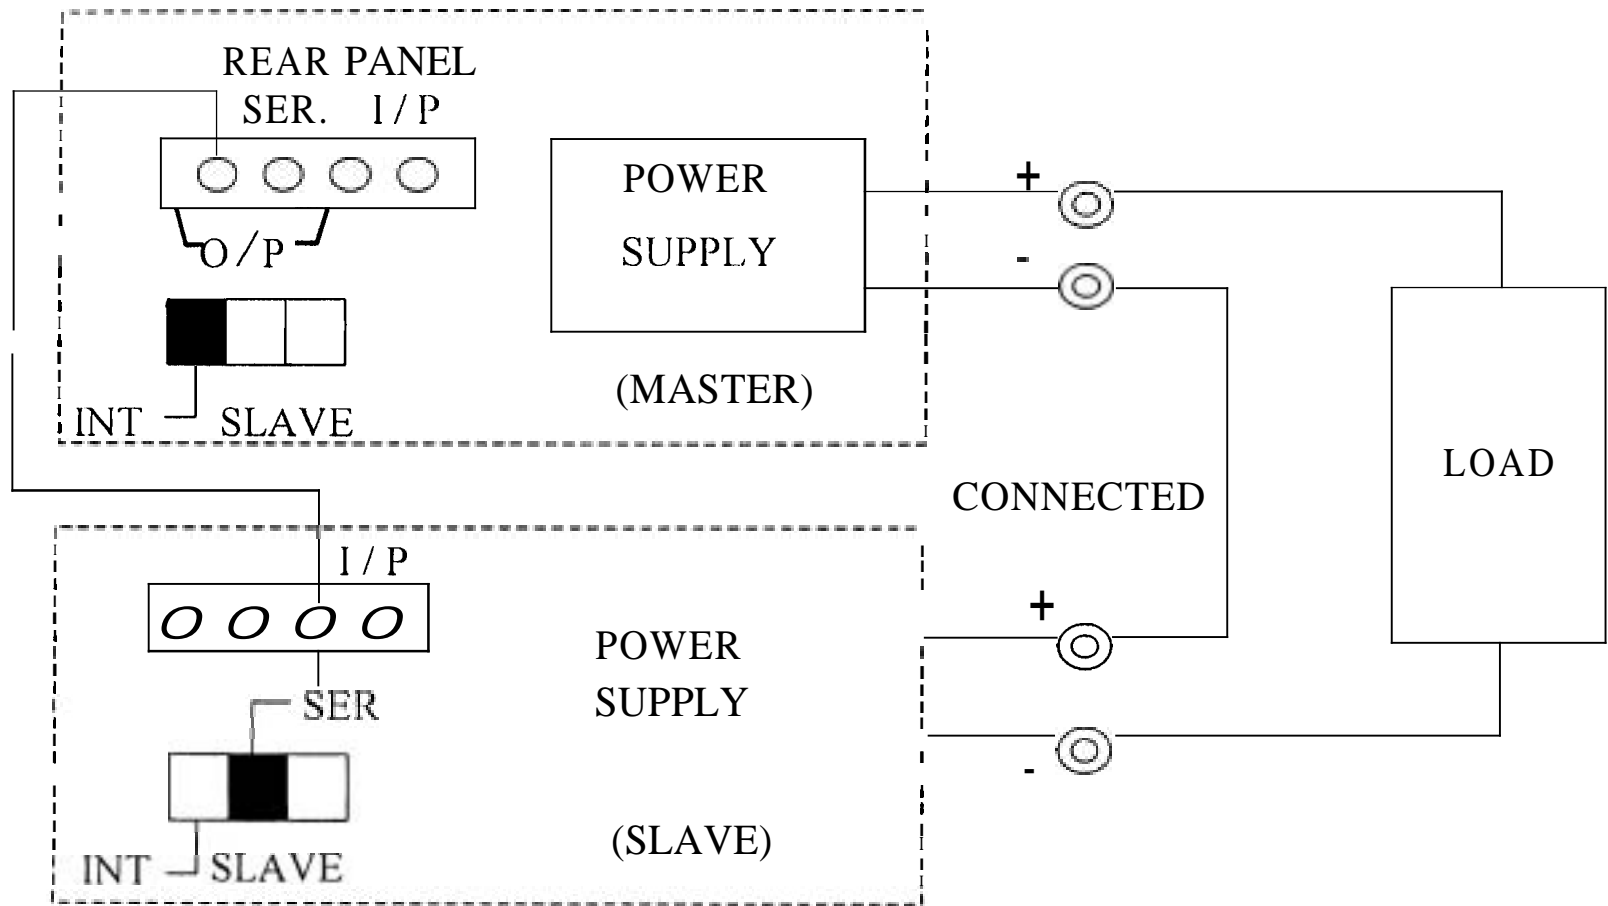 REAR PANEL
SER. I/P
O/P
INT SLAVE
POWER
SUPPLY
(MASTER)
+
-
CONNECTED
LOAD
I/P
SER
INT SLAVE
POWER
SUPPLY
(SLAVE)
+
-